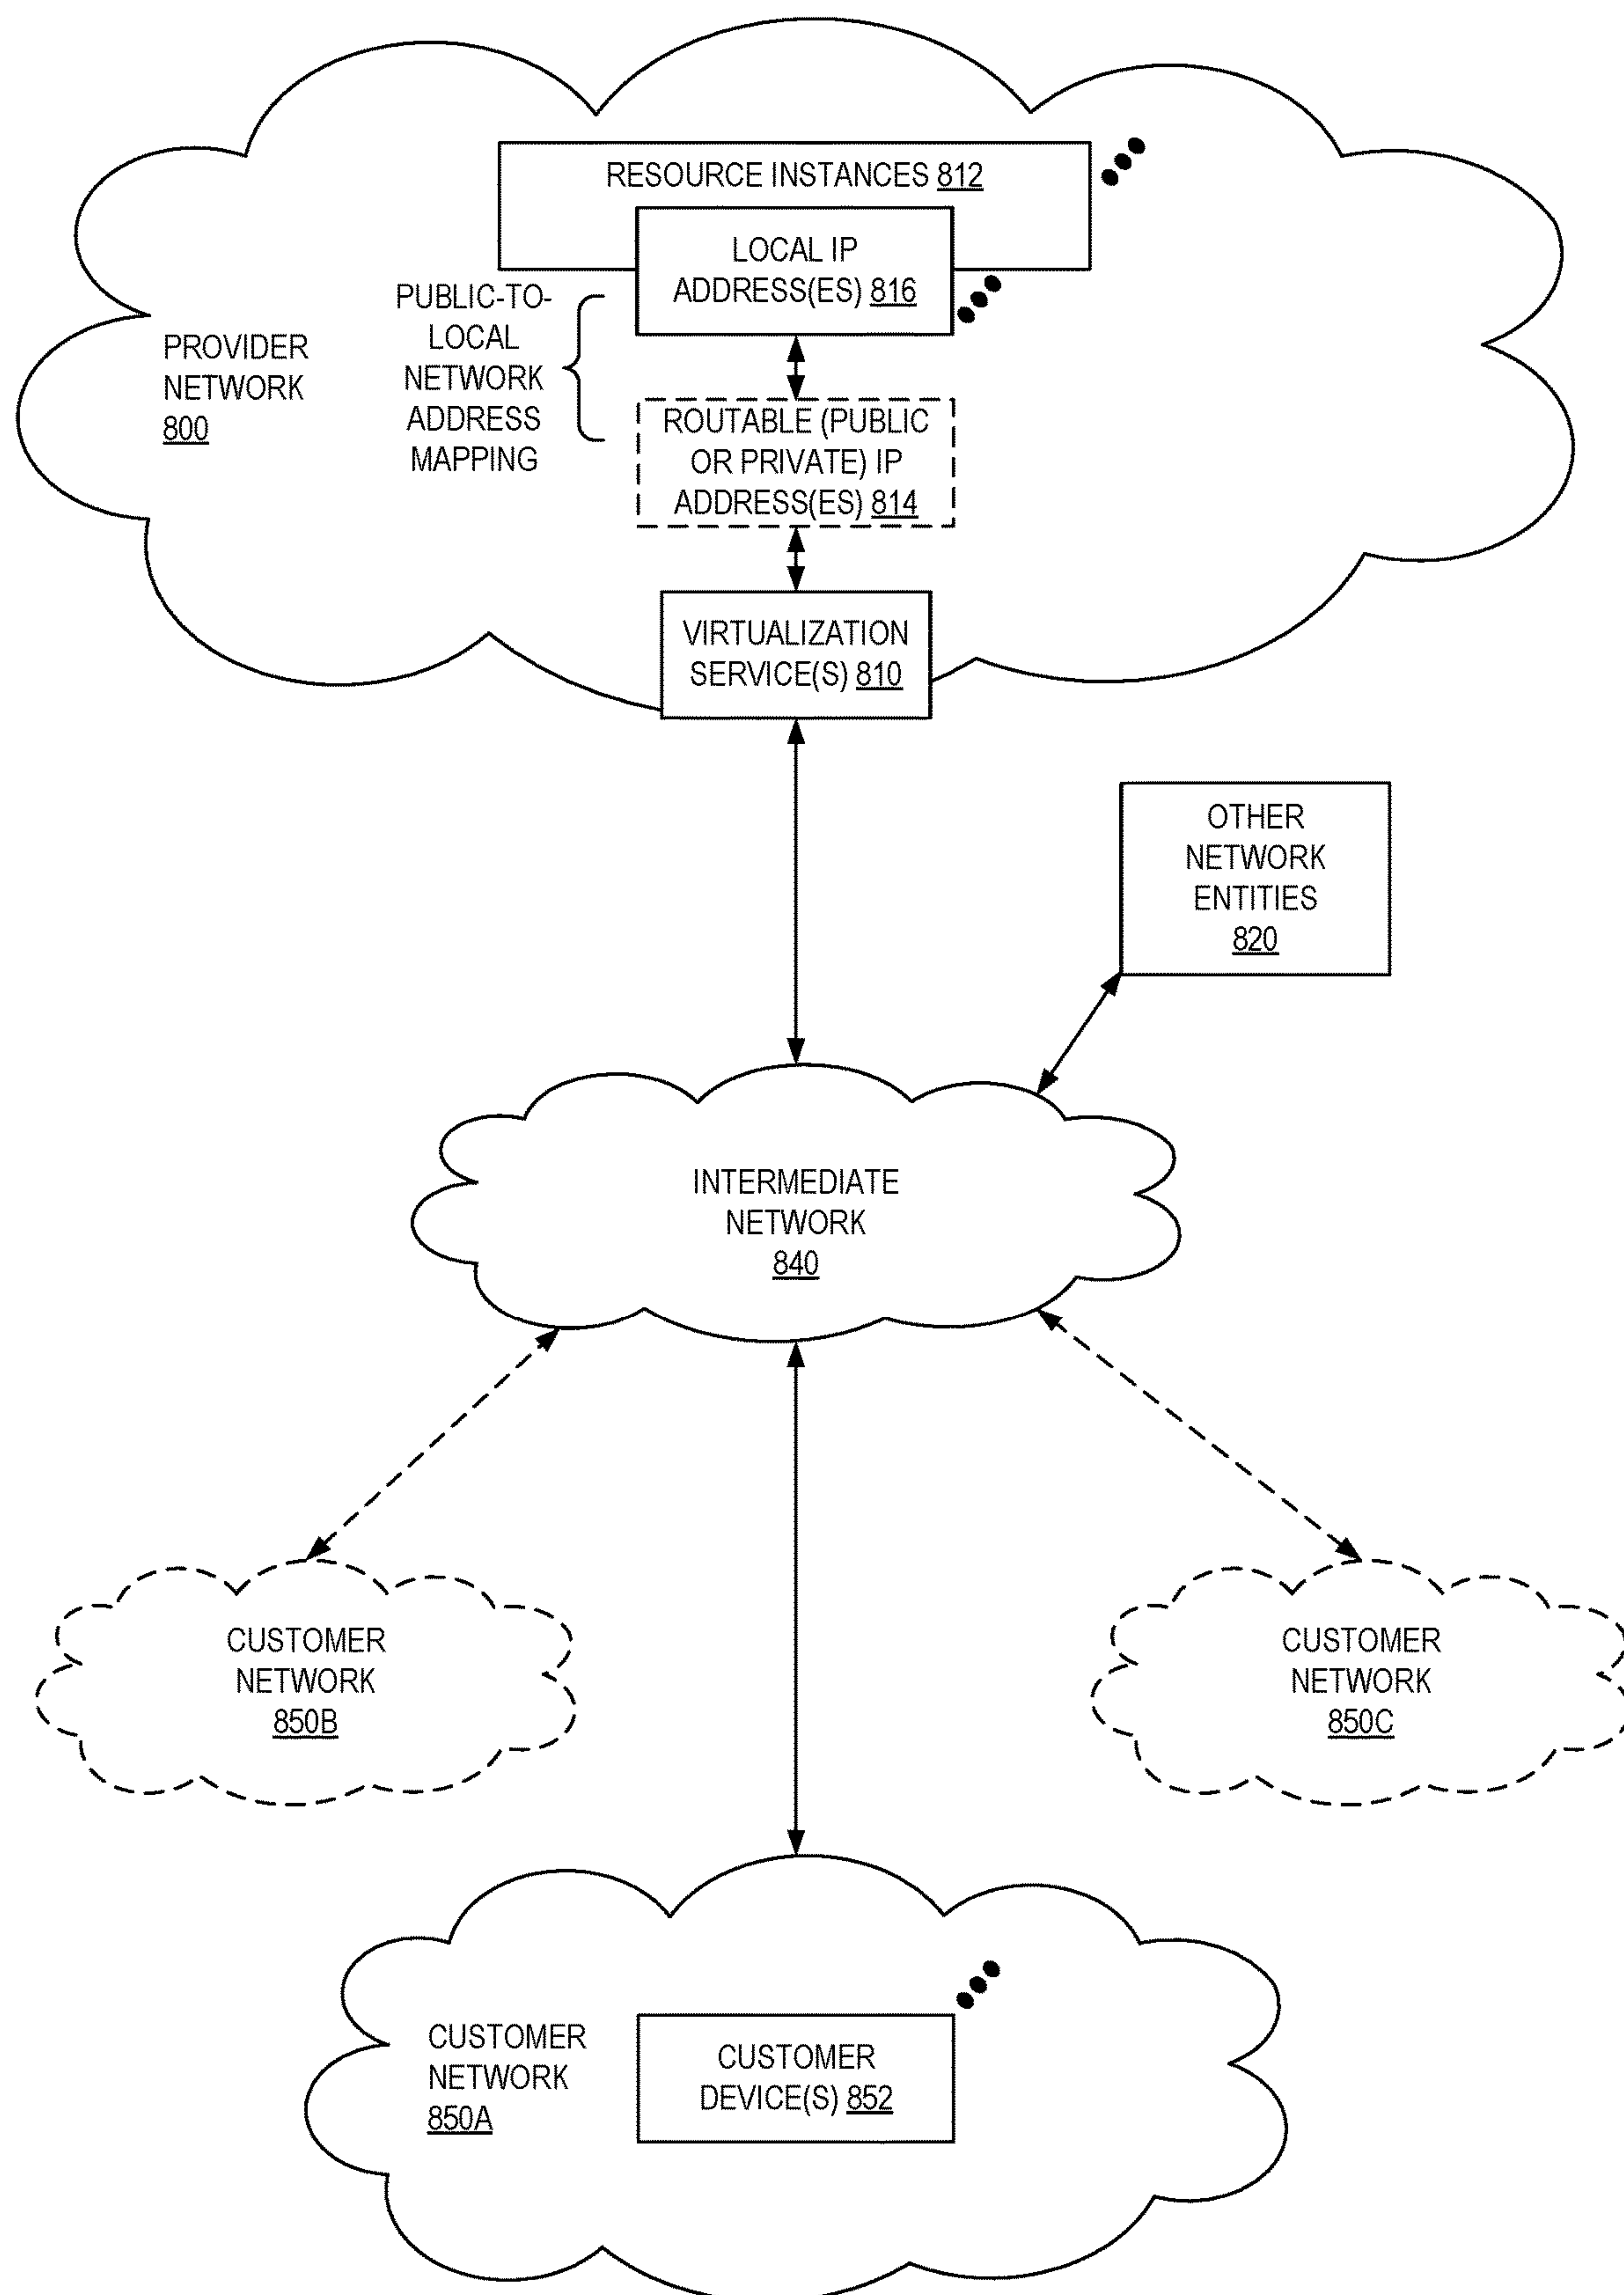 RESOURCE INSTANCES 812
LOCAL IP
ADDRESS(ES) 816
PUBLIC-TO-
LOCAL
NETWORK
ADDRESS
MAPPING
PROVIDER
NETWORK
800
ROUTABLE (PUBLIC
OR PRIVATE) IP
ADDRESS(ES) 814
VIRTUALIZATION
SERVICE(S) 810
OTHER
NETWORK
ENTITIES
820
INTERMEDIATE
NETWORK
840
CUSTOMER
NETWORK
850B
CUSTOMER
NETWORK
850C
CUSTOMER
NETWORK
850A
CUSTOMER
DEVICE(S) 852